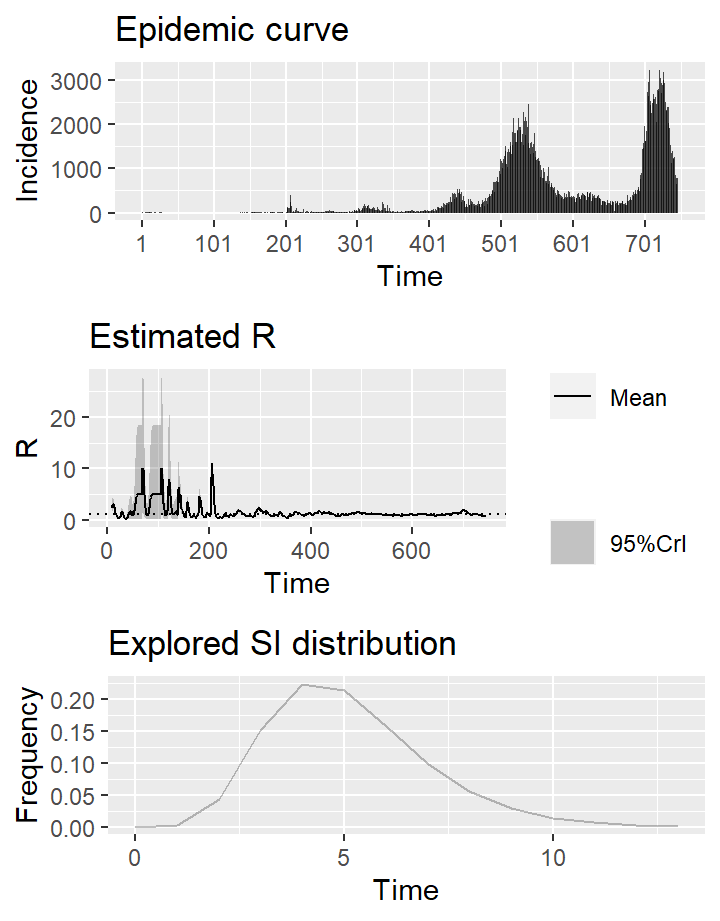 Epidemic curve
3000
2000
1000
0
Incidence
1 101 201 301 401 501 601 701
Time
Estimated R
20
10
0
R
0 200 400 600
Time
Mean
95%CrI
Explored SI distribution
0.20
0.15
0.10
0.05
0.00
Frequency
0 5 10
Time